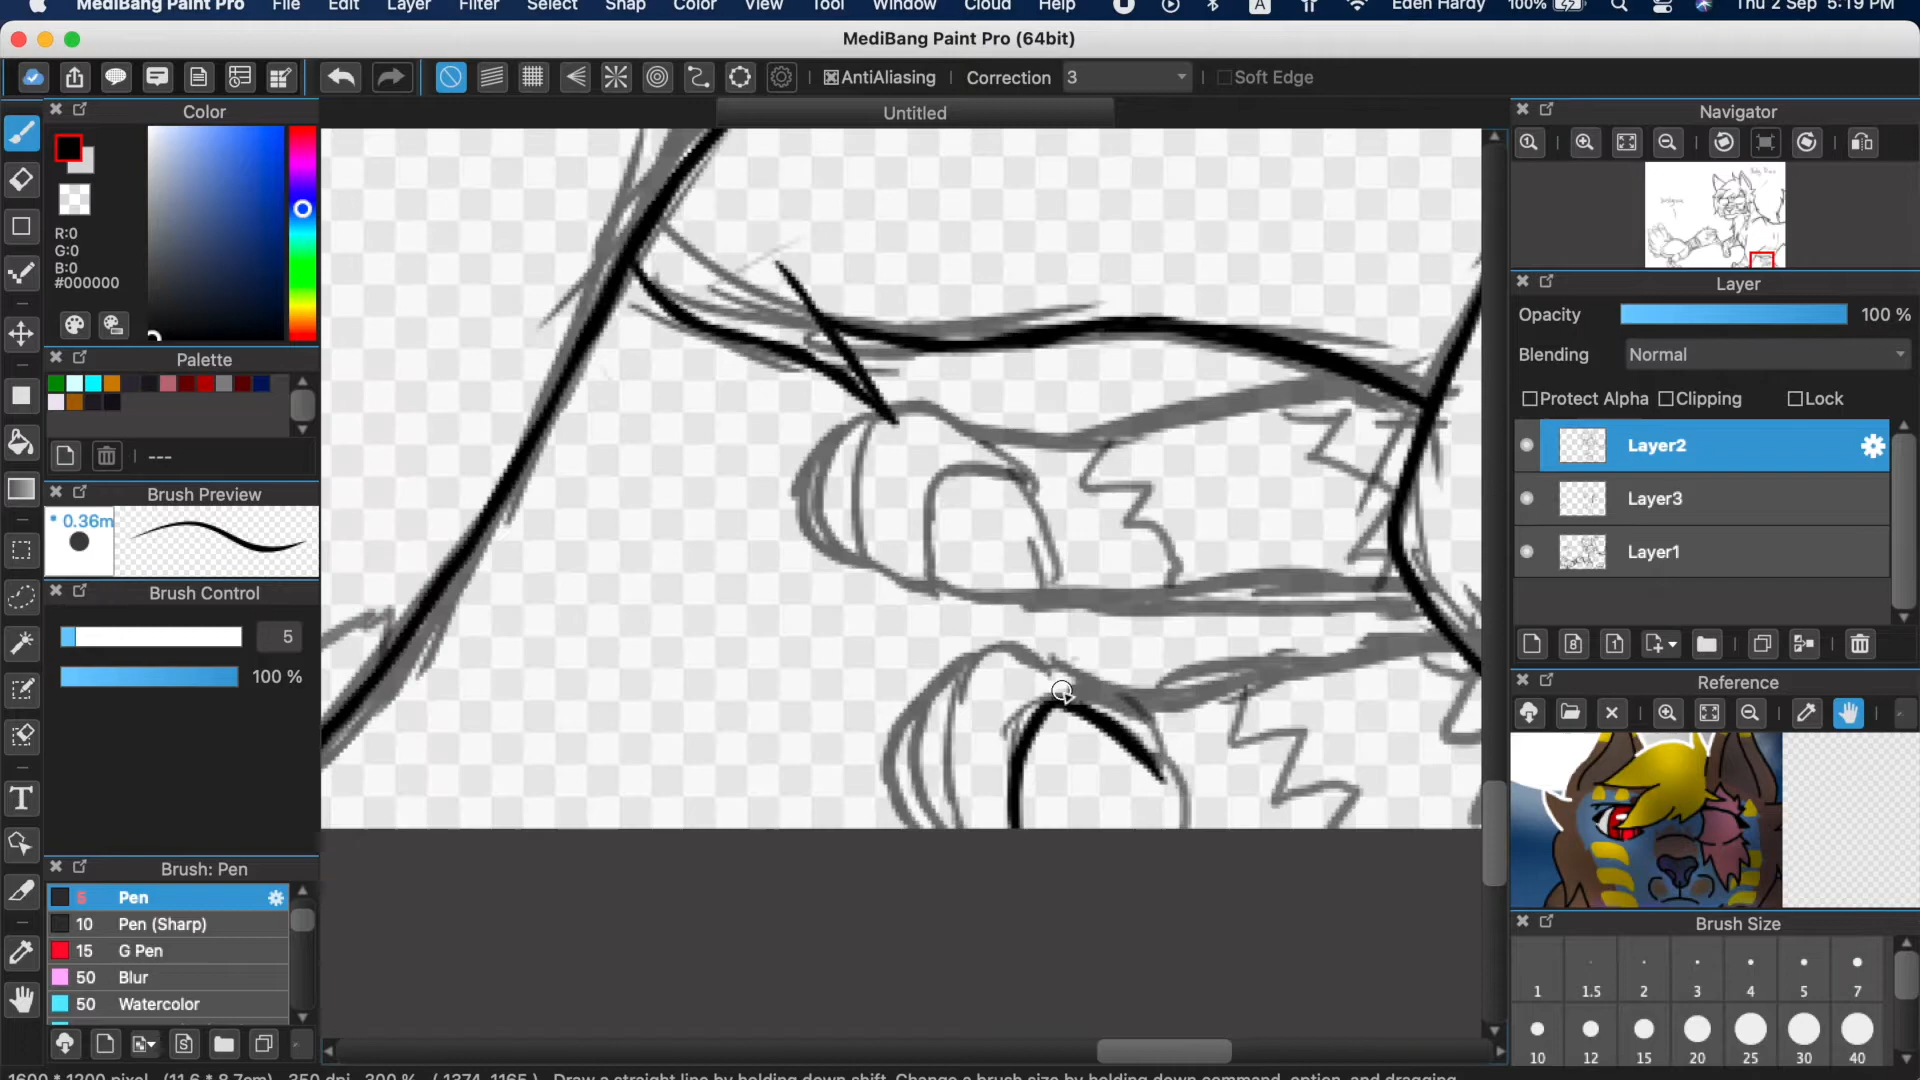 MediBang Paint Pro File Edit Layer Filter Select Snap Color View Tool Window Cloud Help A Eden Hardy 100% Thu 2 Sep 5:19 PM
MediBang Paint Pro (64bit)
AntiAliasing Correction 3 Soft Edge
Untitled
Color
R:0
G:0
B:0
#000000
Palette
---
Brush Preview
* 0.36m
Brush Control
5
100 %
Brush: Pen
5 Pen
10 Pen (Sharp)
15 G Pen
50 Blur
50 Watercolor
Navigator
Layer
Opacity 100 %
Blending Normal
Protect Alpha Clipping Lock
Layer2
Layer3
Layer1
8 1
Reference
Brush Size
1 1.5 2 3 4 5 7
10 12 15 20 25 30 40
1600 * 1200 pixel (11.6 * 8.7cm) 350 dpi 300 % ( 1374, 1165 ) Draw a straight line by holding down shift, Change a brush size by holding down command, option, and dragging